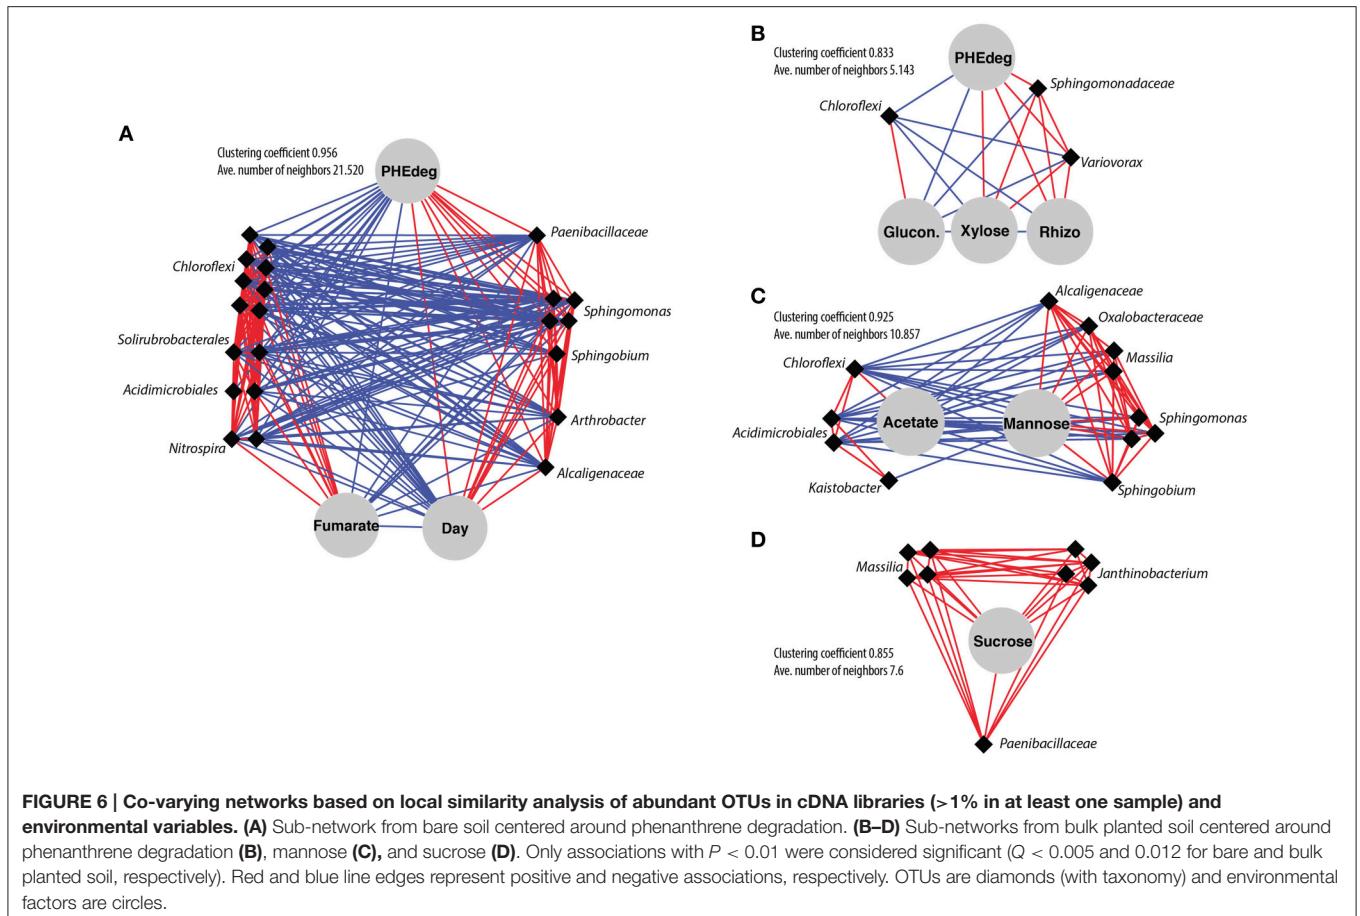 A
Clustering coefficient 0.956
Ave. number of neighbors 21.520
PHEdeg
Paenibacillaceae
Chloroflexi
Sphingomonas
Solirubrobacterales
Sphingobium
Acidimicrobiales
Arthrobacter
Nitrospira
Alcaligenaceae
Fumarate
Day
B
Clustering coefficient 0.833
Ave. number of neighbors 5.143
PHEdeg
Sphingomonadaceae
Chloroflexi
Variovorax
Glucon.
Xylose
Rhizo
C
Clustering coefficient 0.925
Ave. number of neighbors 10.857
Alcaligenaceae
Oxalobacteraceae
Massilia
Chloroflexi
Sphingomonas
Acetate
Mannose
Acidimicrobiales
Kaistobacter
Sphingobium
D
Massilia
Janthinobacterium
Sucrose
Clustering coefficient 0.855
Ave. number of neighbors 7.6
Paenibacillaceae
FIGURE 6 | Co-varying networks based on local similarity analysis of abundant OTUs in cDNA libraries (>1% in at least one sample) and
environmental variables. (A) Sub-network from bare soil centered around phenanthrene degradation. (B–D) Sub-networks from bulk planted soil centered around
phenanthrene degradation (B), mannose (C), and sucrose (D). Only associations with P < 0.01 were considered significant (Q < 0.005 and 0.012 for bare and bulk
planted soil, respectively). Red and blue line edges represent positive and negative associations, respectively. OTUs are diamonds (with taxonomy) and environmental
factors are circles.